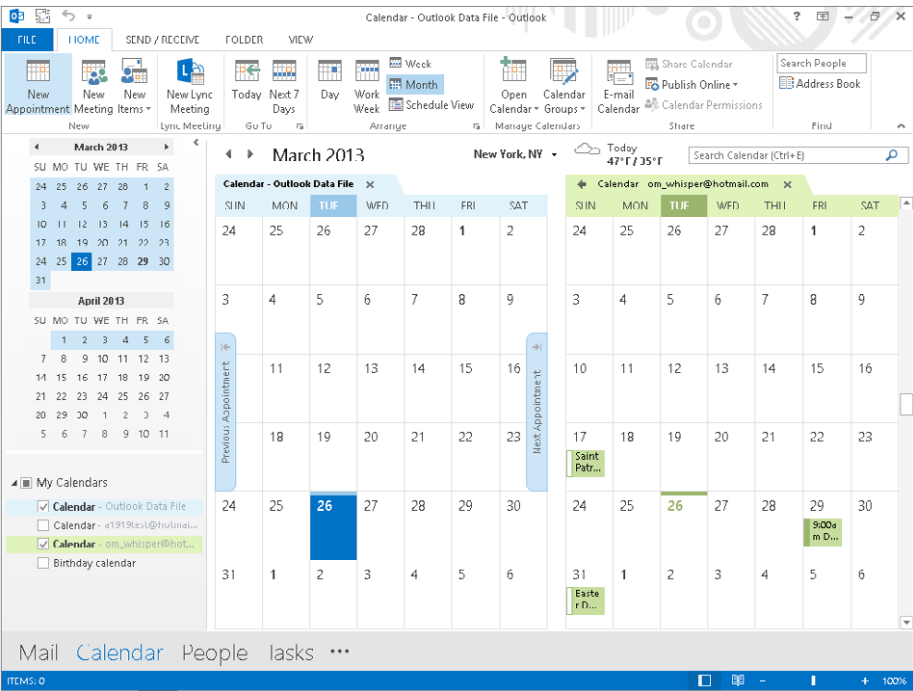 Calendar - Outlook Data File - Outlook
FILE HOME SEND / RECEIVE FOLDER VIEW
Week
Month
Schedule View
Share Calendar
Publish Online
Calendar Permissions
Search People
Address Book
New Appointment
New Meeting
New Items
New Lync Meeting
Today
Next 7 Days
Day
Work Week
Open Calendar
Calendar Groups
E-mail Calendar
New Lync Meeting Go To Arrange Manage Calendars Share Find
March 2013
SU MO TU WE TH FR SA
24 25 26 27 28 1 2
3 4 5 6 7 8 9
10 11 12 13 14 15 16
17 18 19 20 21 22 23
24 25 26 27 28 29 30
31
April 2013
SU MO TU WE TH FR SA
1 2 3 4 5 6
7 8 9 10 11 12 13
14 15 16 17 18 19 20
21 22 23 24 25 26 27
28 29 30 1 2 3 4
5 6 7 8 9 10 11
My Calendars
Calendar - Outlook Data File
Calendar - a1919test@hotmai...
Calendar - om_whisper@hot...
Birthday calendar
March 2013
New York, NY
Today
47°F / 35°F
Search Calendar (Ctrl+E)
Calendar - Outlook Data File
SUN MON TUE WED THU FRI SAT
24 25 26 27 28 1 2
3 4 5 6 7 8 9
11 12 13 14 15 16
18 19 20 21 22 23
24 25 26 27 28 29 30
31 1 2 3 4 5 6
Previous Appointment
Next Appointment
Calendar om_whisper@hotmail.com
SUN MON TUE WED THU FRI SAT
24 25 26 27 28 1 2
3 4 5 6 7 8 9
10 11 12 13 14 15 16
17 18 19 20 21 22 23
Saint
Patr...
24 25 26 27 28 29 30
9:00a
m D...
31 1 2 3 4 5 6
Easte
r D...
Mail Calendar People Tasks
ITEMS: 0
100%